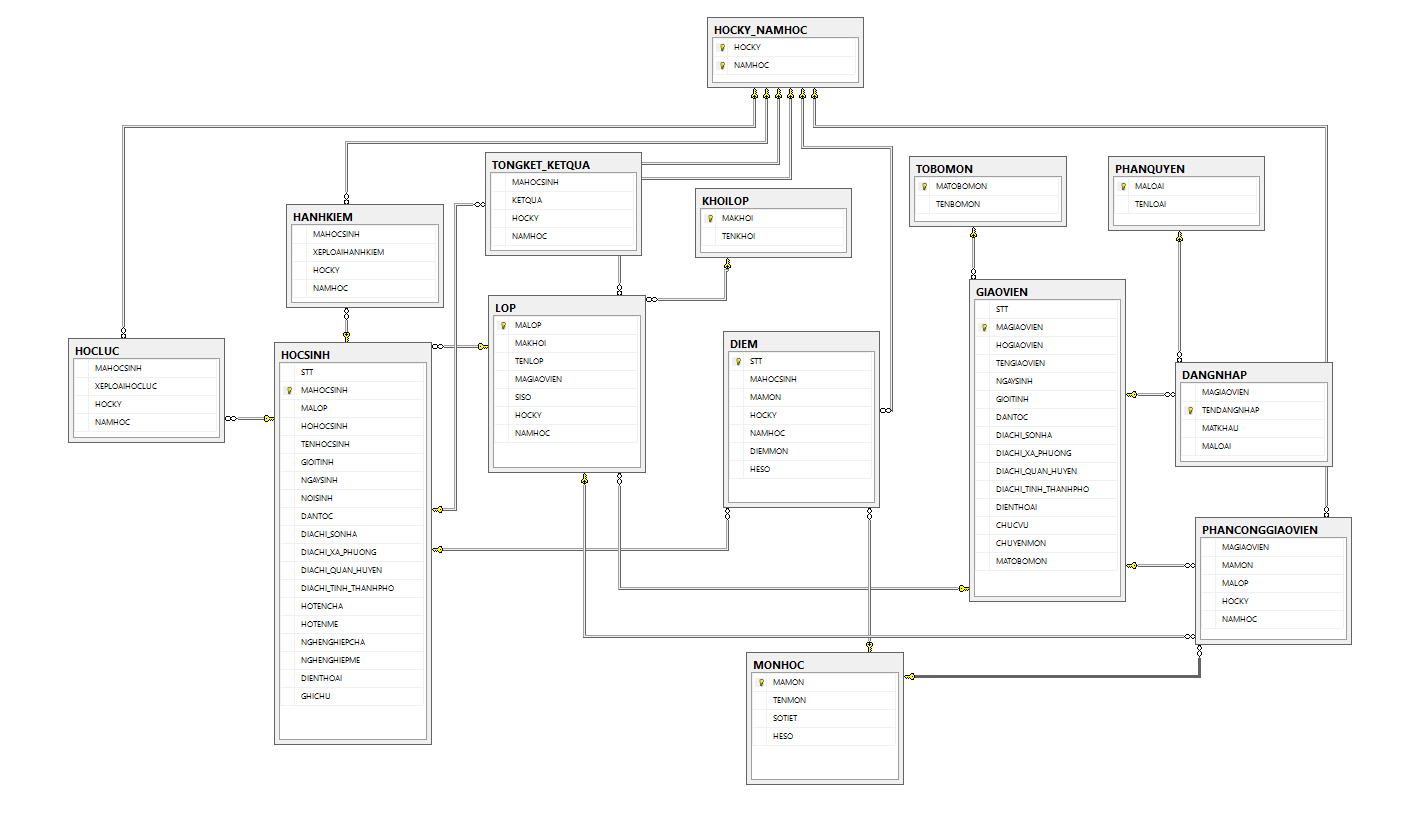 HOCKY_NAMHOC
HOCKY
NAMHOC
TONGKET_KETQUA
MAHOCSINH
KETQUA
HOCKY
NAMHOC
TOBOMON
MATOBOMON
TENBOMON
PHANQUYEN
MALOAI
TENLOAI
KHOILOP
MAKHOI
TENKHOI
HANHKIEM
MAHOCSINH
XEPLOAIHANHKIEM
HOCKY
NAMHOC
GIAOVIEN
STT
MAGIAOVIEN
HOGIAOVIEN
TENGIAOVIEN
NGAYSINH
GIOITINH
DANTOC
DIACHI_SONHA
DIACHI_XA_PHUONG
DIACHI_QUAN_HUYEN
DIACHI_TINH_THANHPHO
DIENTHOAI
CHUCVU
CHUYENMON
MATOBOMON
LOP
MALOP
MAKHOI
TENLOP
MAGIAOVIEN
SISO
HOCKY
NAMHOC
DIEM
STT
MAHOCSINH
MAMON
HOCKY
NAMHOC
DIEMMON
HESO
HOCLUC
MAHOCSINH
XEPLOAIHOCLUC
HOCKY
NAMHOC
HOCSINH
STT
MAHOCSINH
MALOP
HOHOCSINH
TENHOCSINH
GIOITINH
NGAYSINH
NOISINH
DANTOC
DIACHI_SONHA
DIACHI_XA_PHUONG
DIACHI_QUAN_HUYEN
DIACHI_TINH_THANHPHO
HOTENCHA
HOTENME
NGHENGHIEPCHA
NGHENGHIEPME
DIENTHOAI
GHICHU
DANGNHAP
MAGIAOVIEN
TENDANGNHAP
MATKHAU
MALOAI
PHANCONGGIAOVIEN
MAGIAOVIEN
MAMON
MALOP
HOCKY
NAMHOC
MONHOC
MAMON
TENMON
SOTIET
HESO